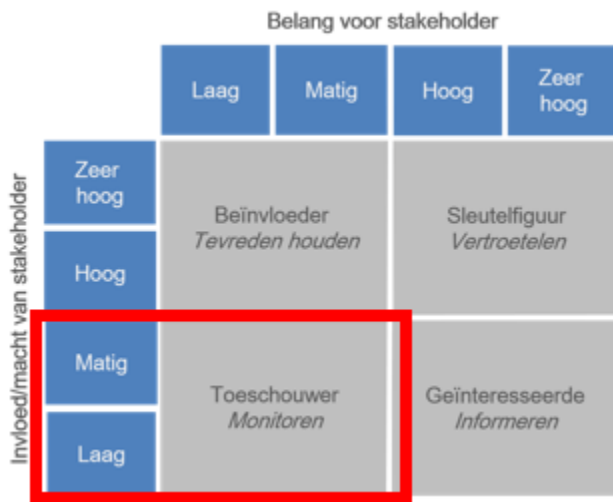 Belang voor stakeholder
Laag
Matig
Hoog
Zeer
hoog
Invloed/macht van stakeholder
Zeer
hoog
Beïnvloeder
Tevreden houden
Sleutelfiguur
Vertroetelen
Hoog
Matig
Toeschouwer
Monitoren
Geïnteresseerde
Informeren
Laag